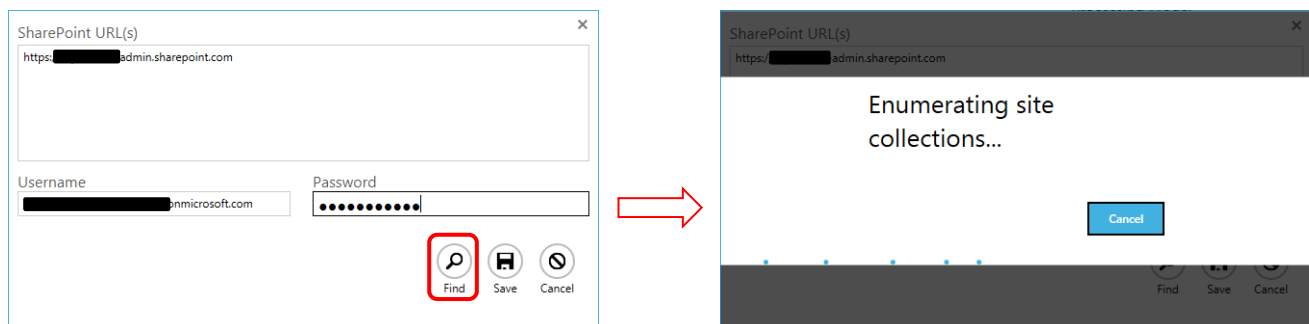 SharePoint URL(s)
https:/ admin.sharepoint.com
Username
onmicrosoft.com
Password
Find
Save
Cancel
SharePoint URL(s)
https:/ admin.sharepoint.com
Enumerating site
collections...
Cancel
Find
Save
Cancel